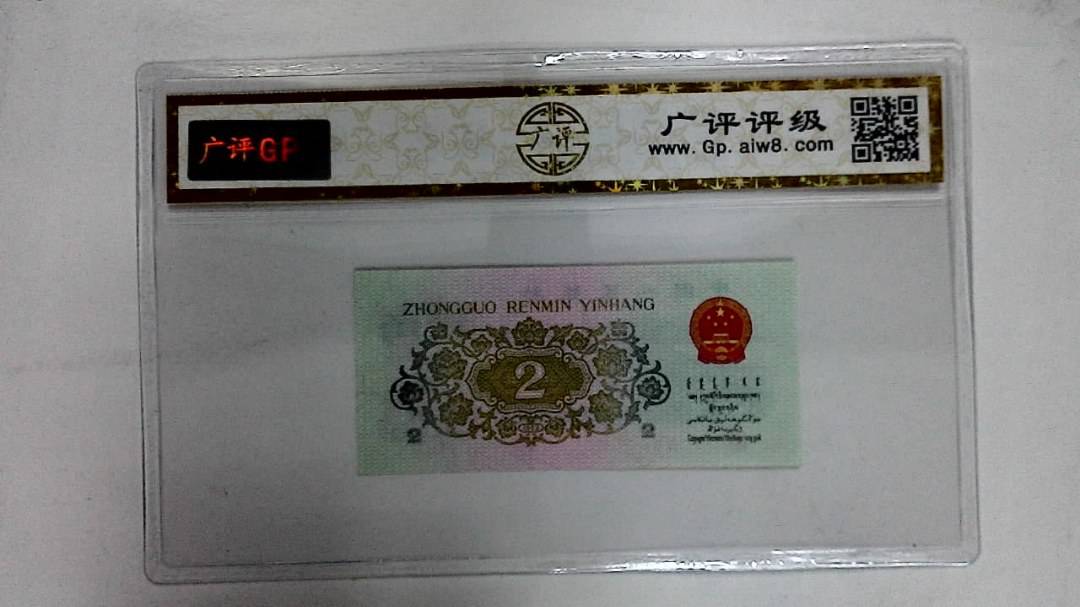 广评GP
广评
广评评级
www.Gp.aiw8.com
ZHONGGUO RENMIN YINHANG
2
2 2